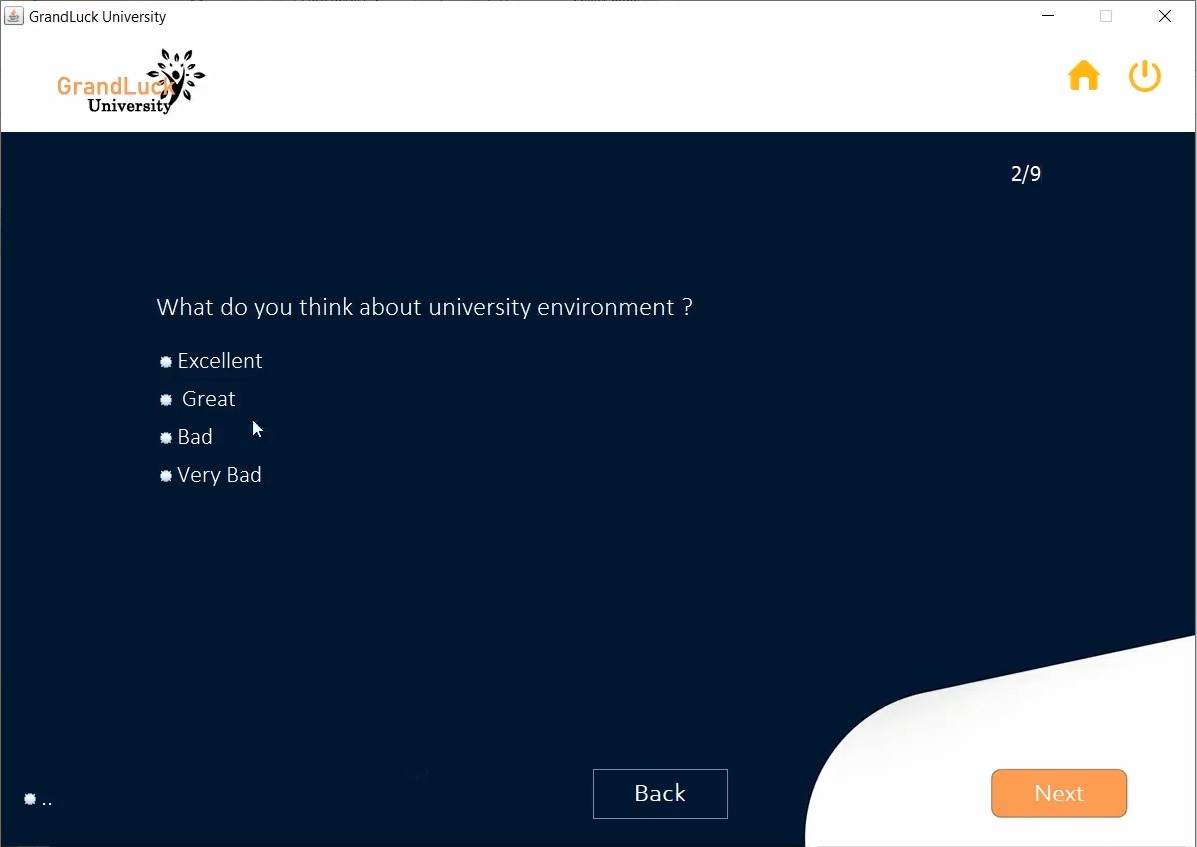 GrandLuck University
GrandLuck
University
2/9
What do you think about university environment ?
Excellent
Great
Bad
Very Bad
..
Back
Next